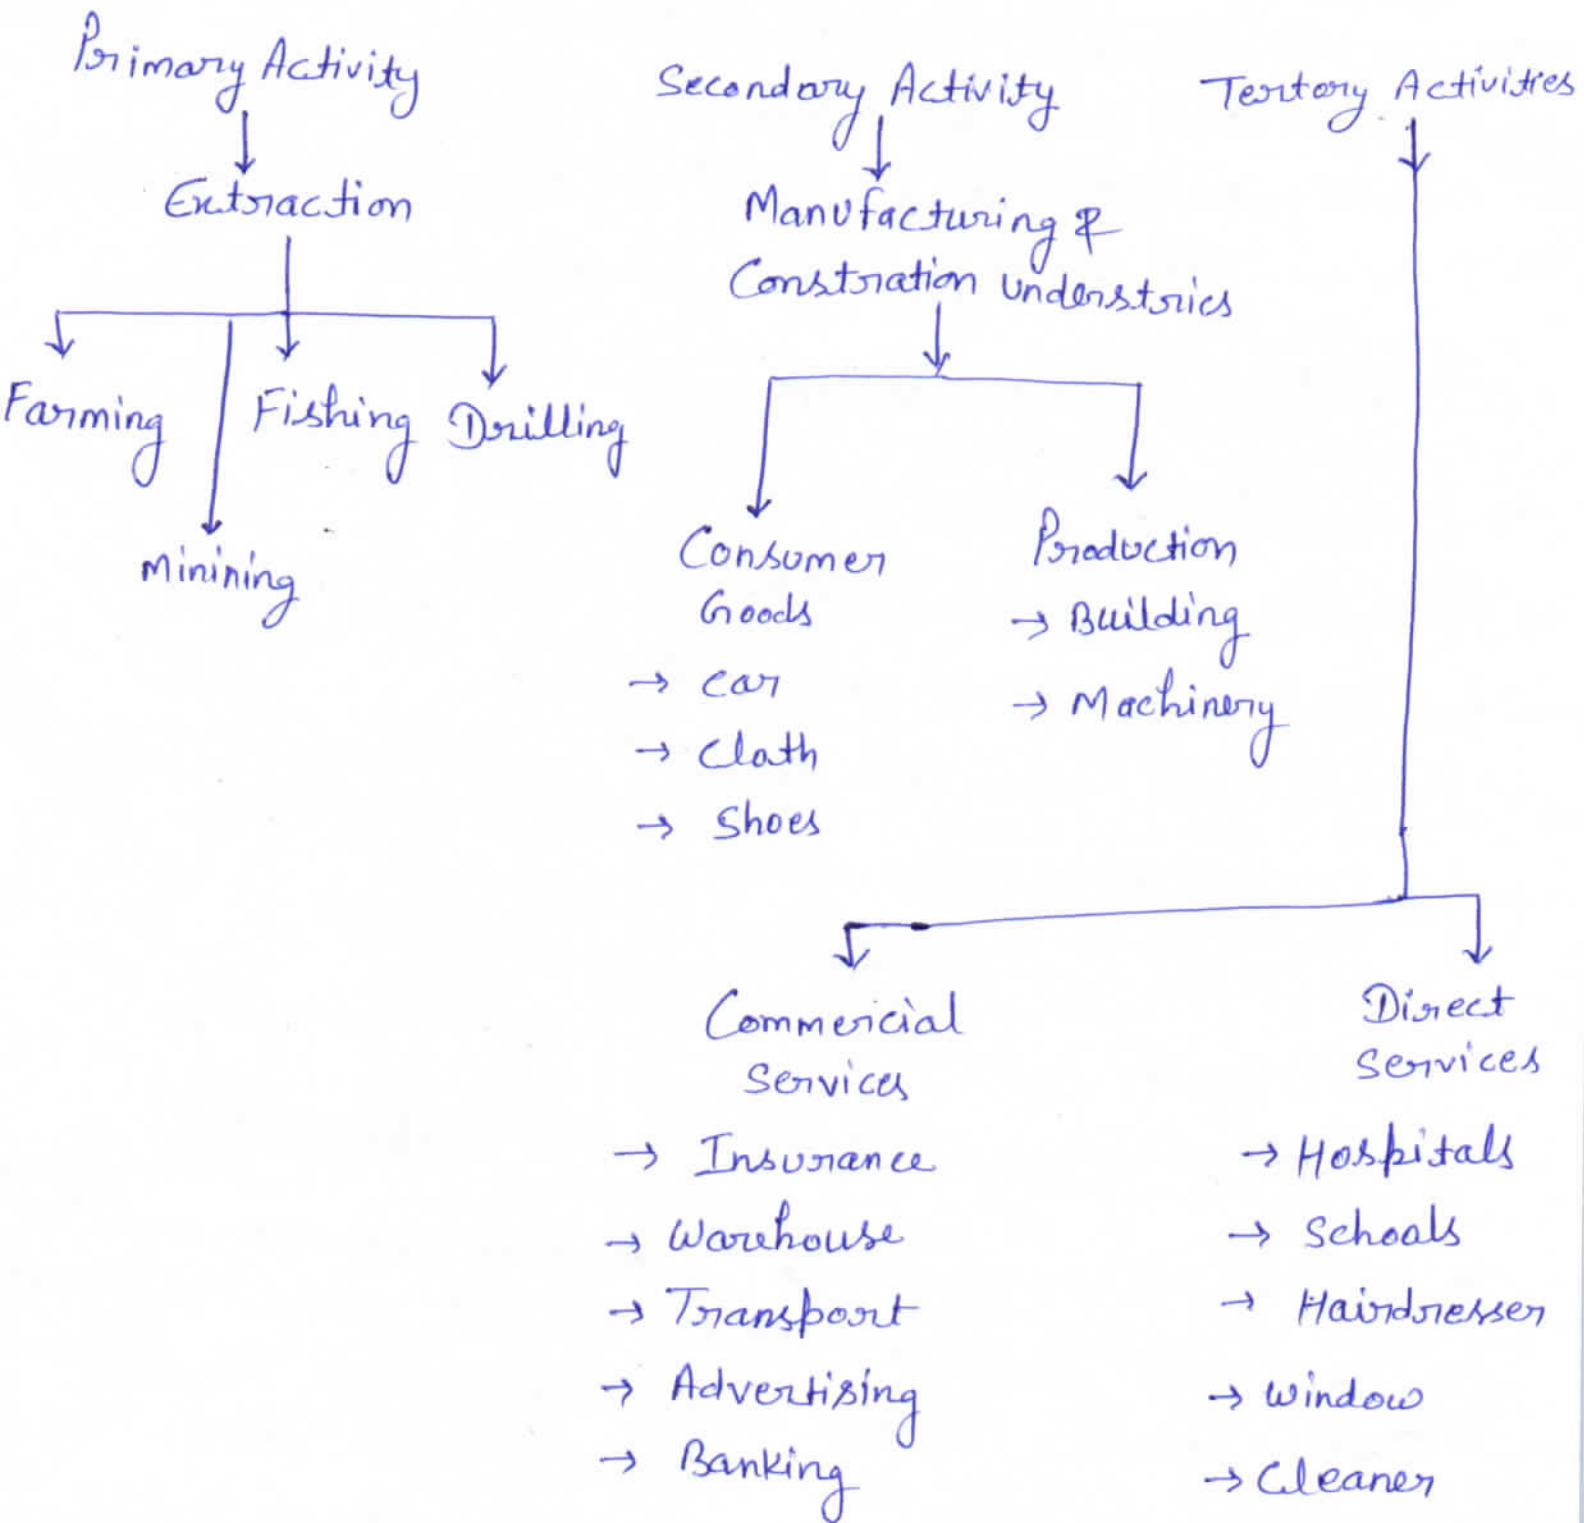 Primary Activity
Extraction
Farming
Fishing
Drilling
Minining
Secondary Activity
Manufacturing &
Constration Understries
Consumer
Goods
→ Car
→ Cloth
→ Shoes
Production
→ Building
→ Machinery
Tertory Activities
Commercial
Services
→ Insurance
→ Warehouse
→ Transport
→ Advertising
→ Banking
Direct
Services
→ Hospitals
→ Schools
→ Hairdresser
→ Window
→ Cleaner